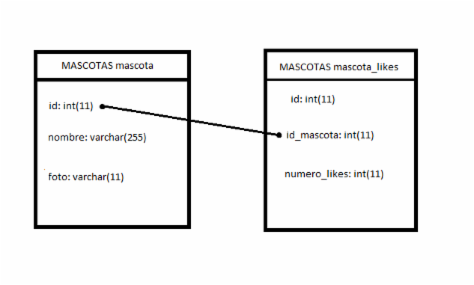 MASCOTAS mascota
id: int(11)
nombre: varchar(255)
foto: varchar(11)
MASCOTAS mascota_likes
id: int(11)
id_mascota: int(11)
numero_likes: int(11)